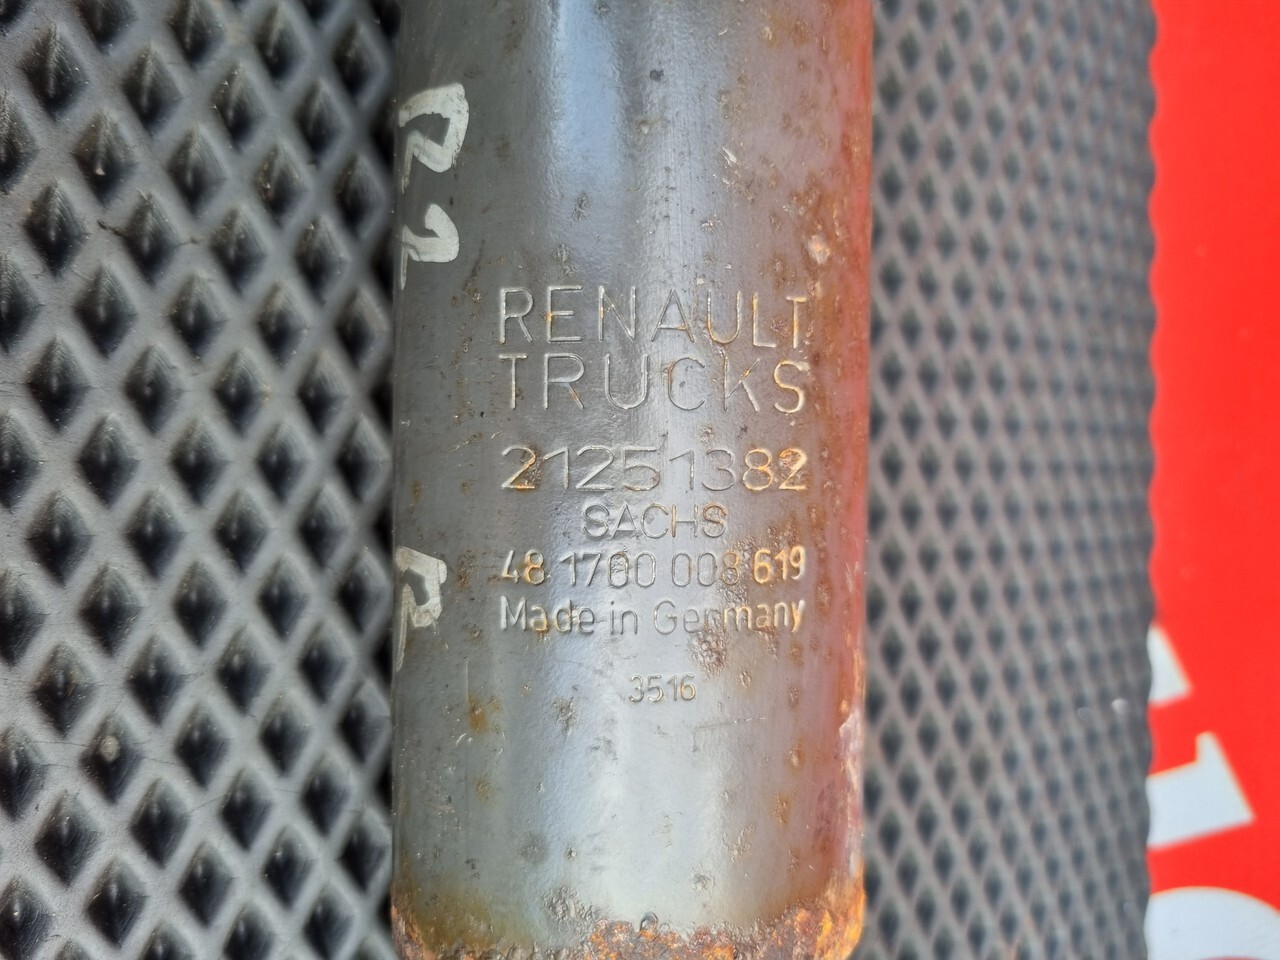 RENAULT
TRUCKS
21251382
SACHS
48 1700 008 619
Made in Germany
3516